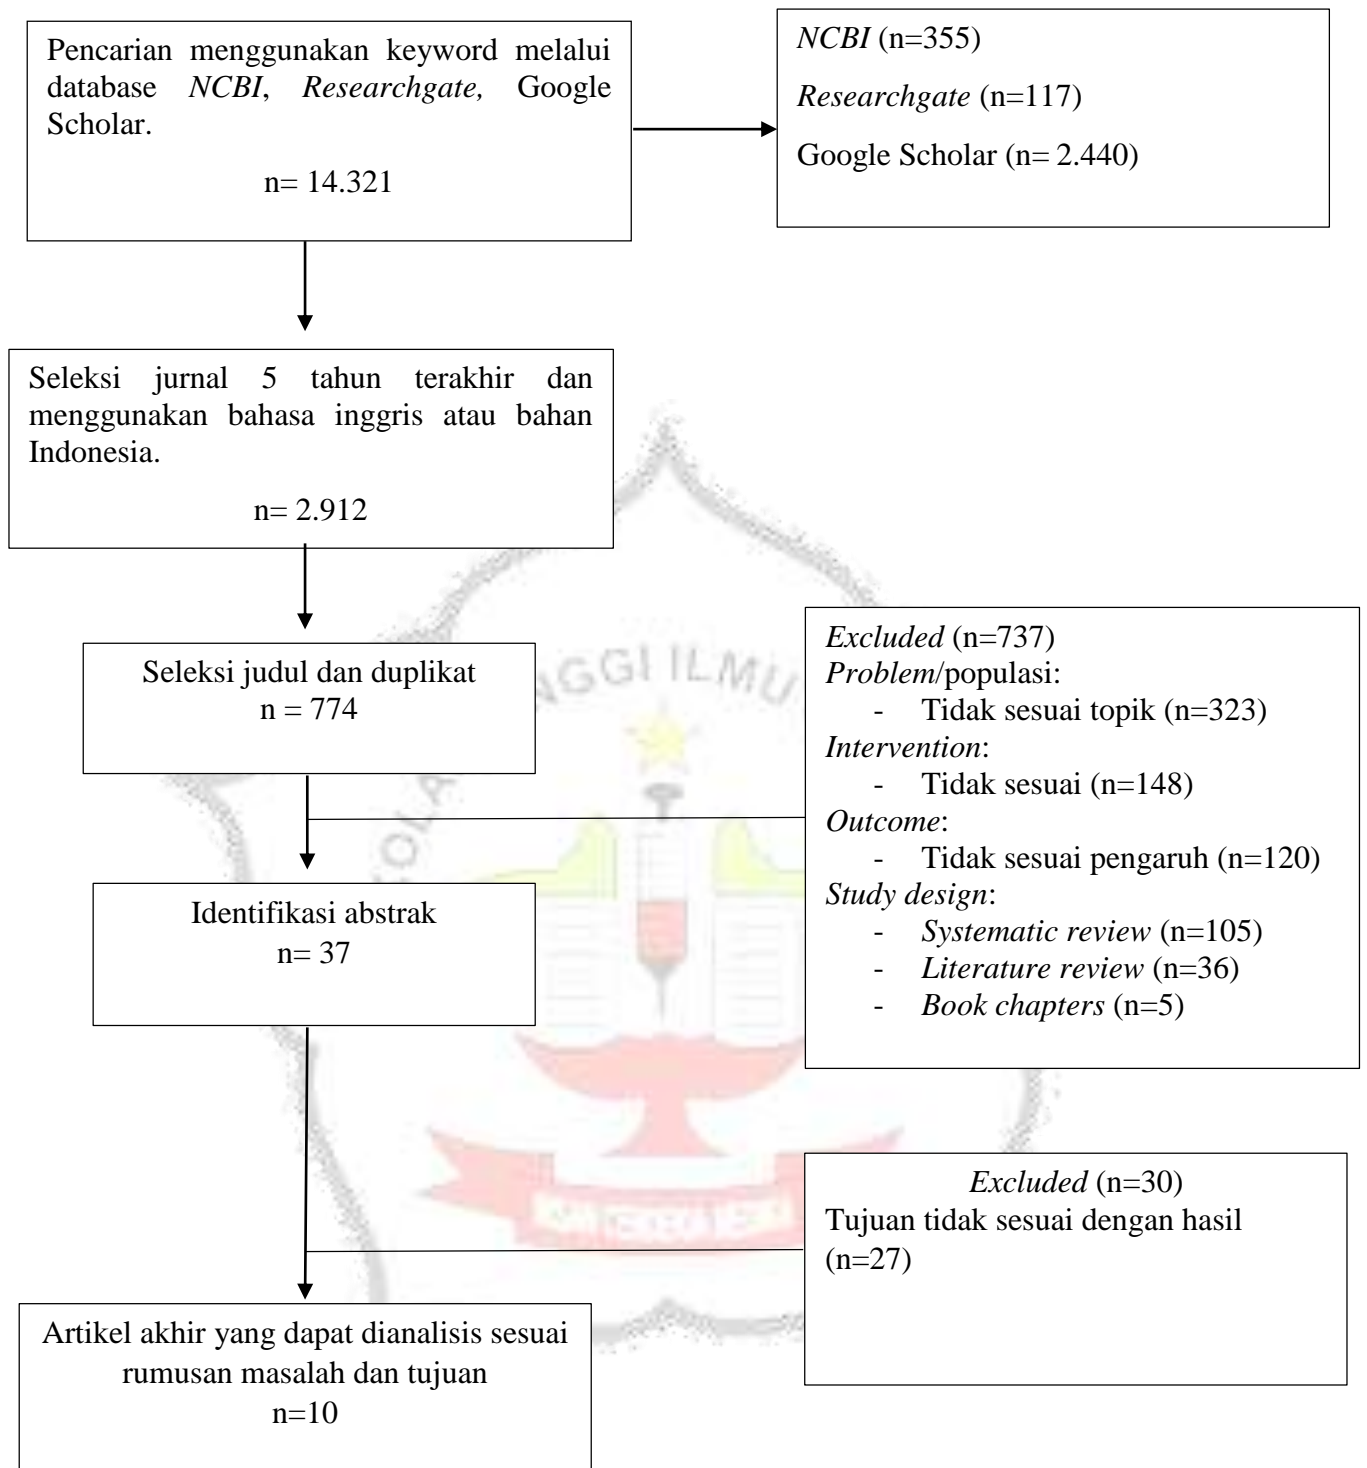 Pencarian menggunakan keyword melalui
database NCBI, Researchgate, Google
Scholar.
n= 14.321
NCBI (n=355)
Researchgate (n=117)
Google Scholar (n= 2.440)
Seleksi jurnal 5 tahun terakhir dan
menggunakan bahasa inggris atau bahan
Indonesia.
n= 2.912
Seleksi judul dan duplikat
n = 774
Excluded (n=737)
Problem/populasi:
- Tidak sesuai topik (n=323)
Intervention:
- Tidak sesuai (n=148)
Outcome:
- Tidak sesuai pengaruh (n=120)
Study design:
- Systematic review (n=105)
- Literature review (n=36)
- Book chapters (n=5)
Identifikasi abstrak
n= 37
Excluded (n=30)
Tujuan tidak sesuai dengan hasil
(n=27)
Artikel akhir yang dapat dianalisis sesuai
rumusan masalah dan tujuan
n=10
NGGI ILMU